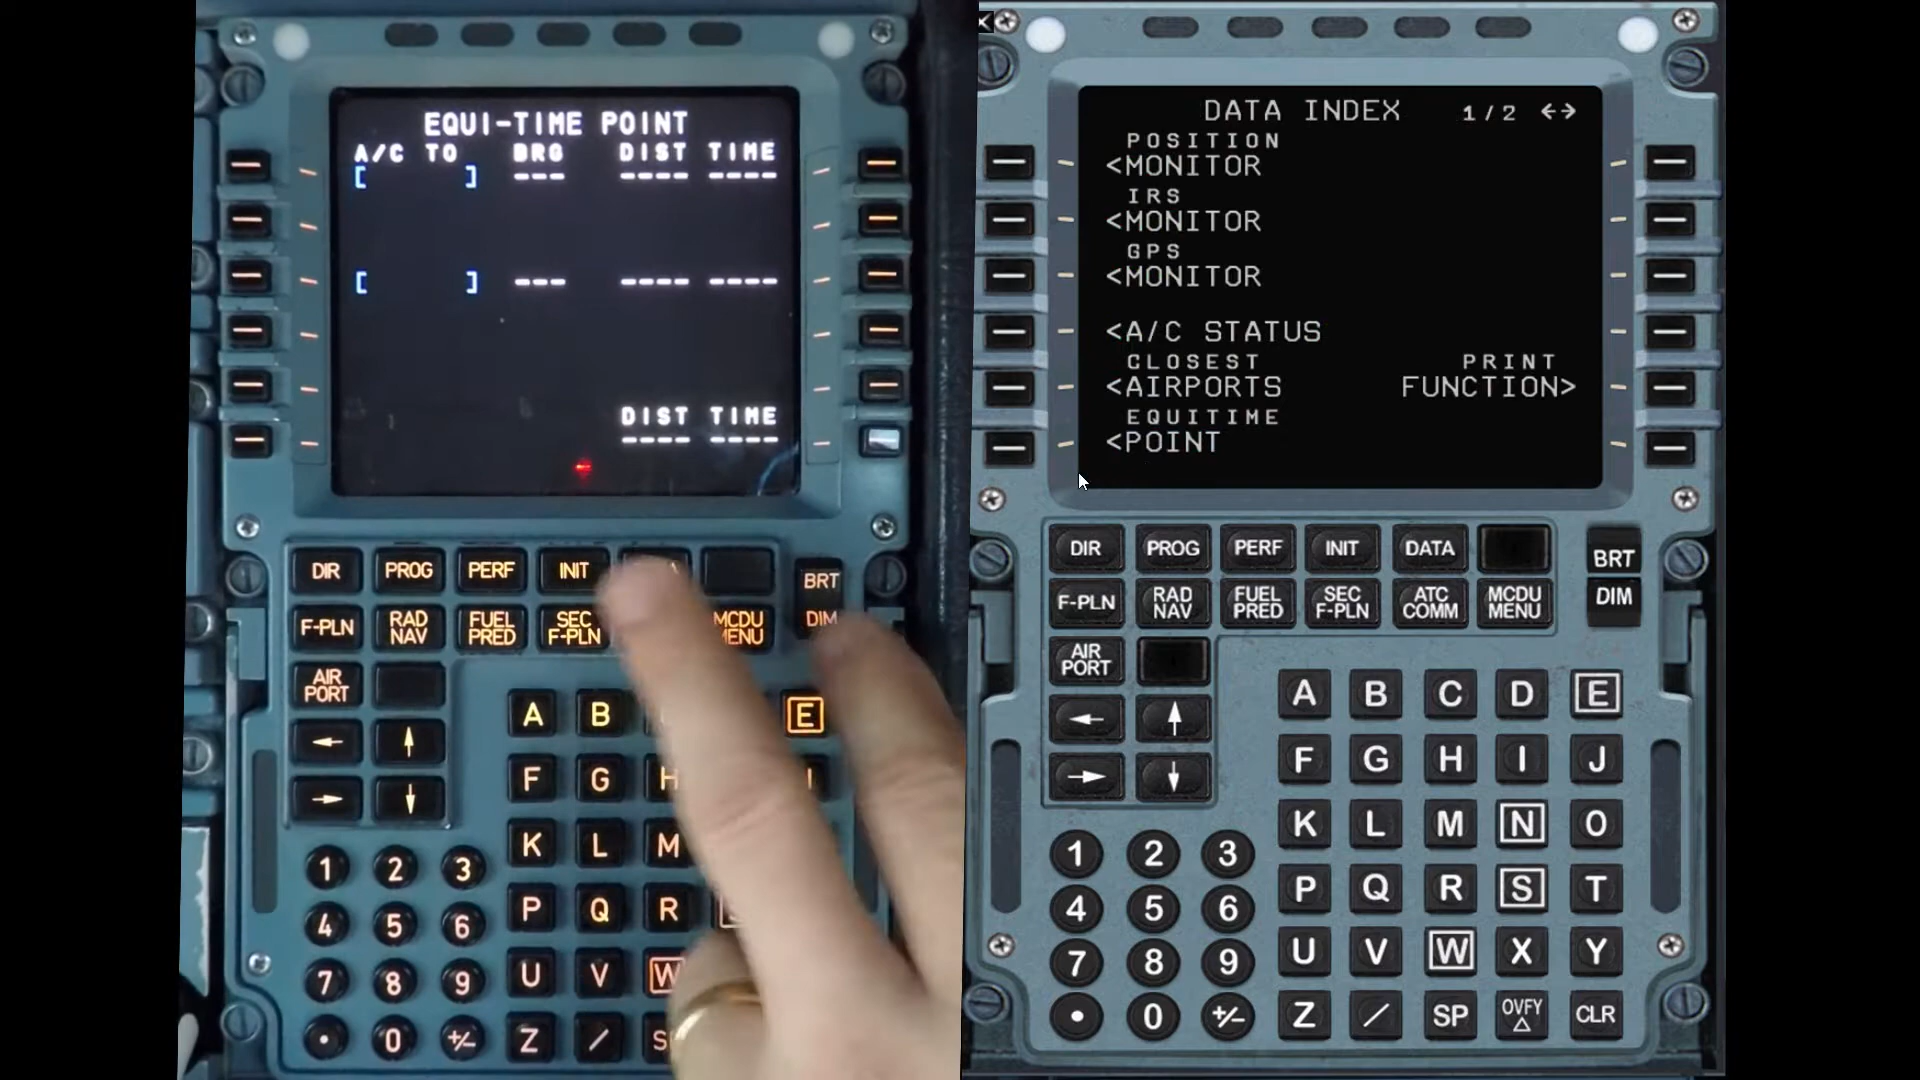 EQUI-TIME POINT
A/C TO BRG DIST TIME
[ ] --- ---- ----
[ ] --- ---- ----
DIST TIME
---- ----
DIR PROG PERF INIT
BRT
F-PLN RAD NAV FUEL PRED SEC F-PLN MCDU MENU DIM
AIR PORT
A B E
F G H
K L M
1 2 3
P Q R
4 5 6
U V W
7 8 9
Z /
. 0 +/-
DATA INDEX 1/2 ←→
POSITION
<MONITOR
IRS
<MONITOR
GPS
<MONITOR
<A/C STATUS
CLOSEST PRINT
<AIRPORTS FUNCTION>
EQUITIME
<POINT
DIR PROG PERF INIT DATA
BRT
F-PLN RAD NAV FUEL PRED SEC F-PLN ATC COMM MCDU MENU DIM
AIR PORT
A B C D E
F G H I J
K L M N O
1 2 3
P Q R S T
4 5 6
U V W X Y
7 8 9
Z / SP OVFY △ CLR
. 0 +/-